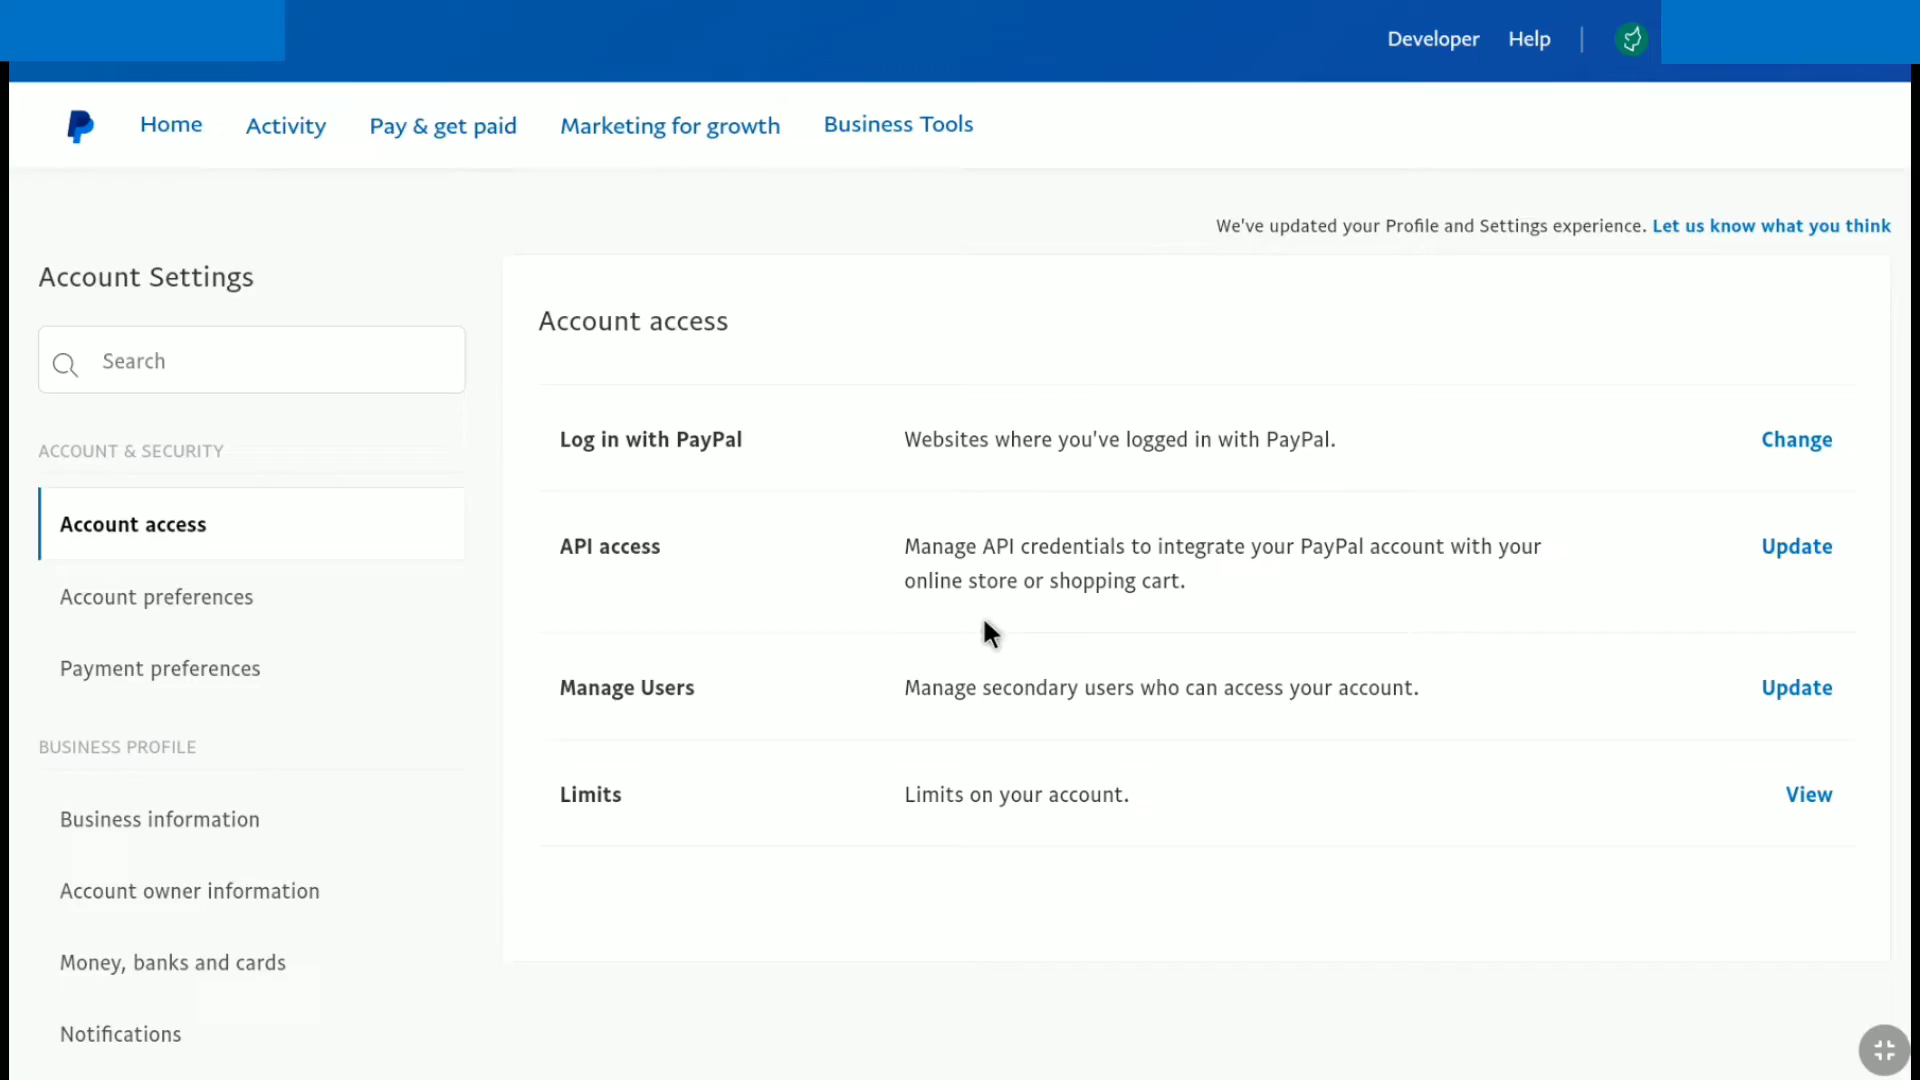 Developer Help
Home Activity Pay & get paid Marketing for growth Business Tools
We've updated your Profile and Settings experience. Let us know what you think
Account Settings
Search
ACCOUNT & SECURITY
Account access
Account preferences
Payment preferences
BUSINESS PROFILE
Business information
Account owner information
Money, banks and cards
Notifications
Account access
Log in with PayPal Websites where you've logged in with PayPal. Change
API access Manage API credentials to integrate your PayPal account with your Update
online store or shopping cart.
Manage Users Manage secondary users who can access your account. Update
Limits Limits on your account. View